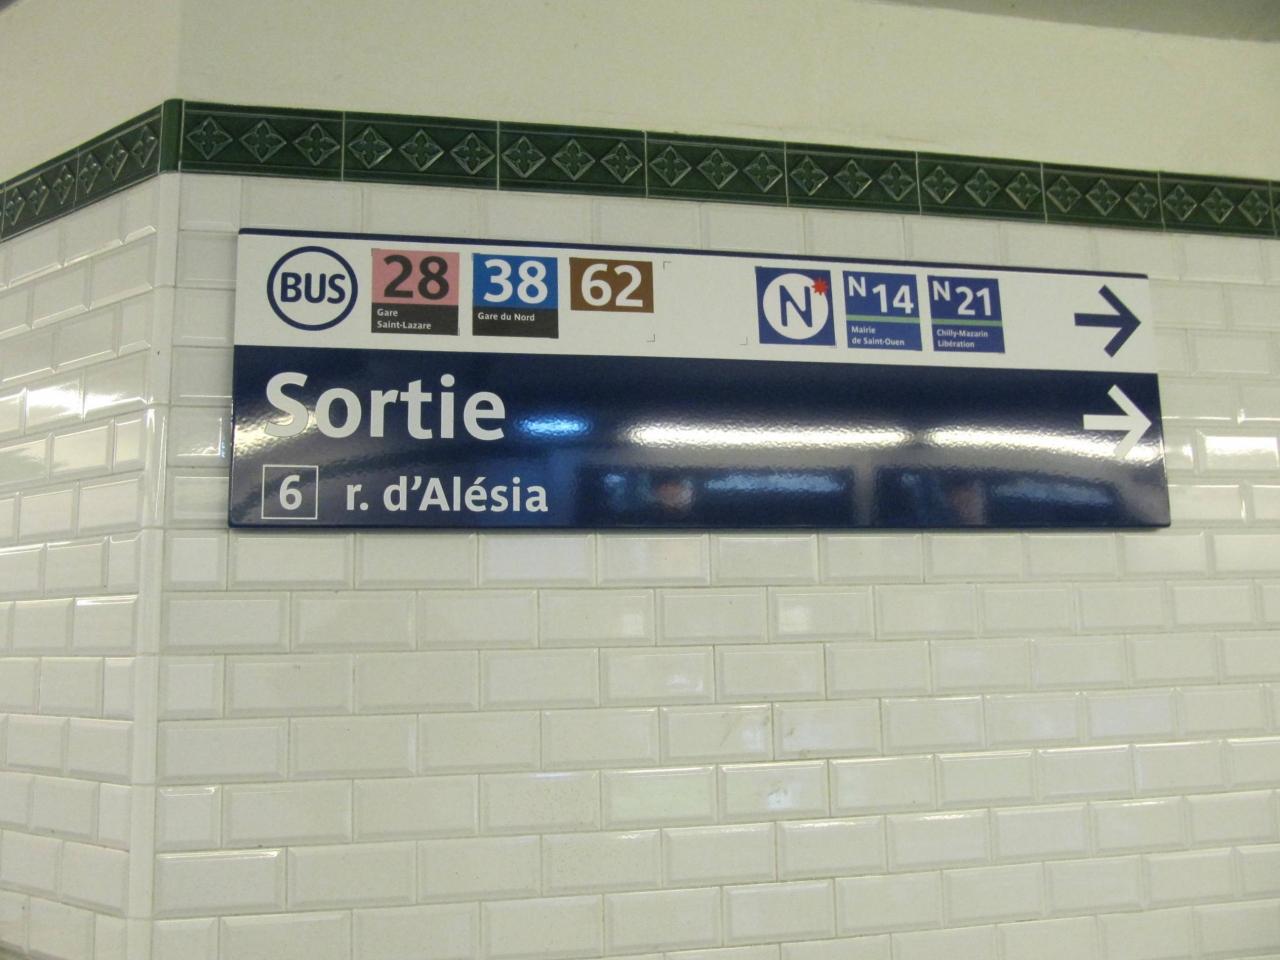 BUS
28
Gare
Saint-Lazare
38
Gare du Nord
62
N
N14
Mairie
de Saint-Ouen
N21
Chilly-Mazarin
Libération
Sortie
6 r. d'Alésia